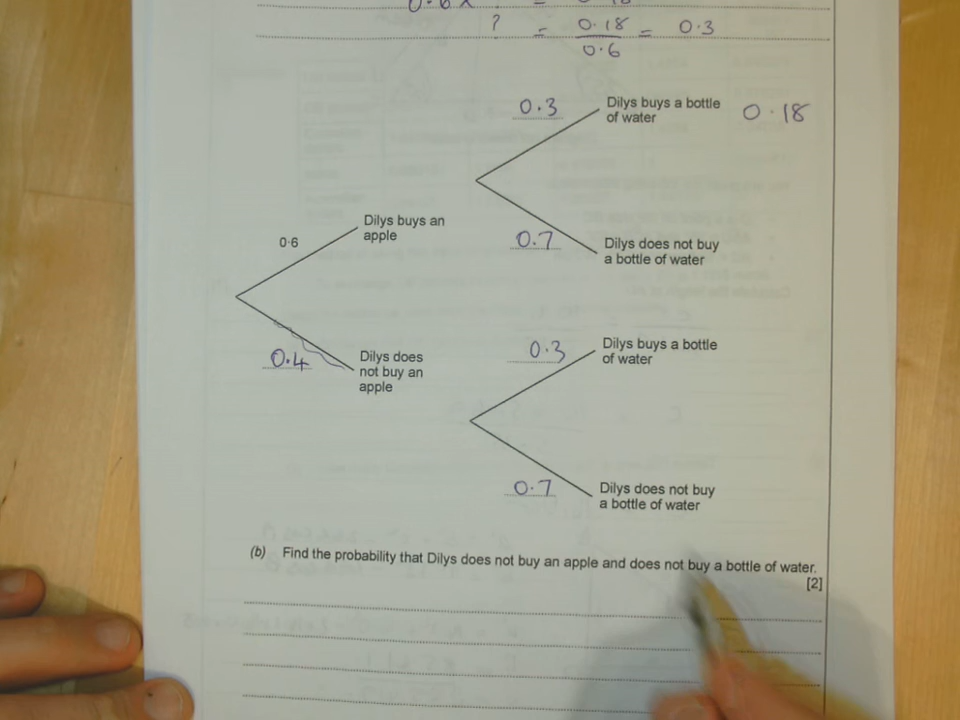 ? = 0.18 / 0.6 = 0.3
0.3
Dilys buys a bottle
of water
0.18
Dilys buys an
apple
0·6
0.7
Dilys does not buy
a bottle of water
0.4
Dilys does
not buy an
apple
0.3
Dilys buys a bottle
of water
0.7
Dilys does not buy
a bottle of water
(b) Find the probability that Dilys does not buy an apple and does not buy a bottle of water.
[2]